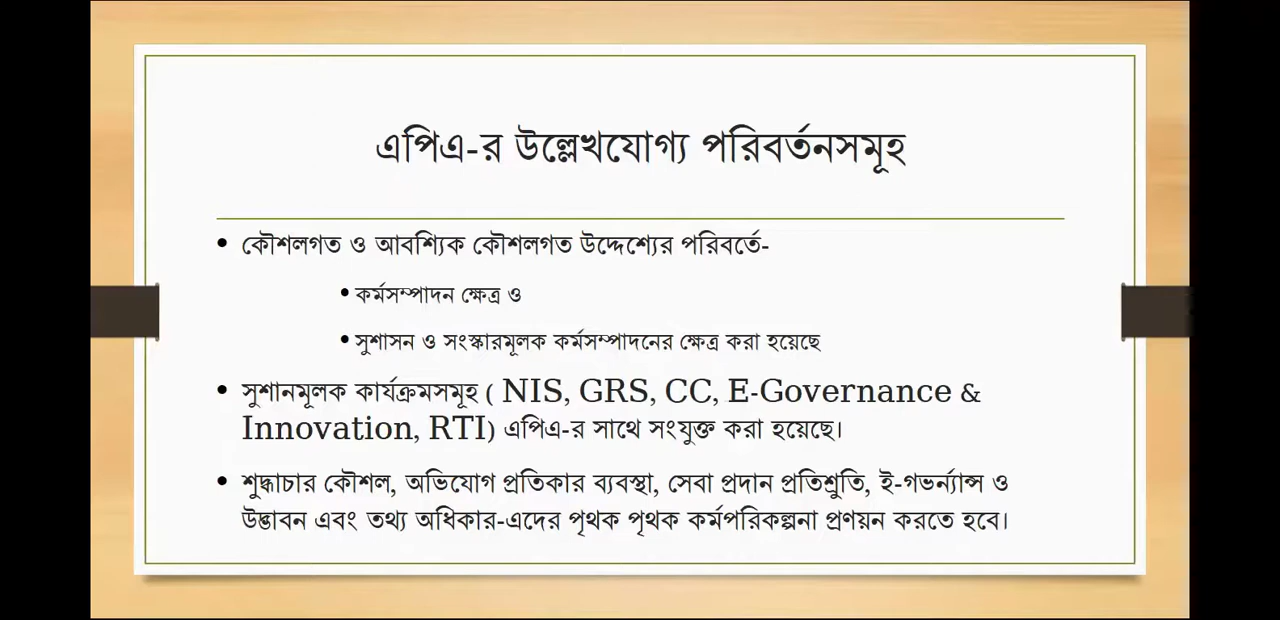 এপিএ-র উল্লেখযোগ্য পরিবর্তনসমূহ
• কৌশলগত ও আবশ্যিক কৌশলগত উদ্দেশ্যের পরিবর্তে-
• কর্মসম্পাদন ক্ষেত্র ও
• সুশাসন ও সংস্কারমূলক কর্মসম্পাদনের ক্ষেত্র করা হয়েছে
• সুশানমূলক কার্যক্রমসমূহ ( NIS, GRS, CC, E-Governance &
Innovation, RTI) এপিএ-র সাথে সংযুক্ত করা হয়েছে।
• শুদ্ধাচার কৌশল, অভিযোগ প্রতিকার ব্যবস্থা, সেবা প্রদান প্রতিশ্রুতি, ই-গভর্ন্যান্স ও
উদ্ভাবন এবং তথ্য অধিকার-এদের পৃথক পৃথক কর্মপরিকল্পনা প্রণয়ন করতে হবে।